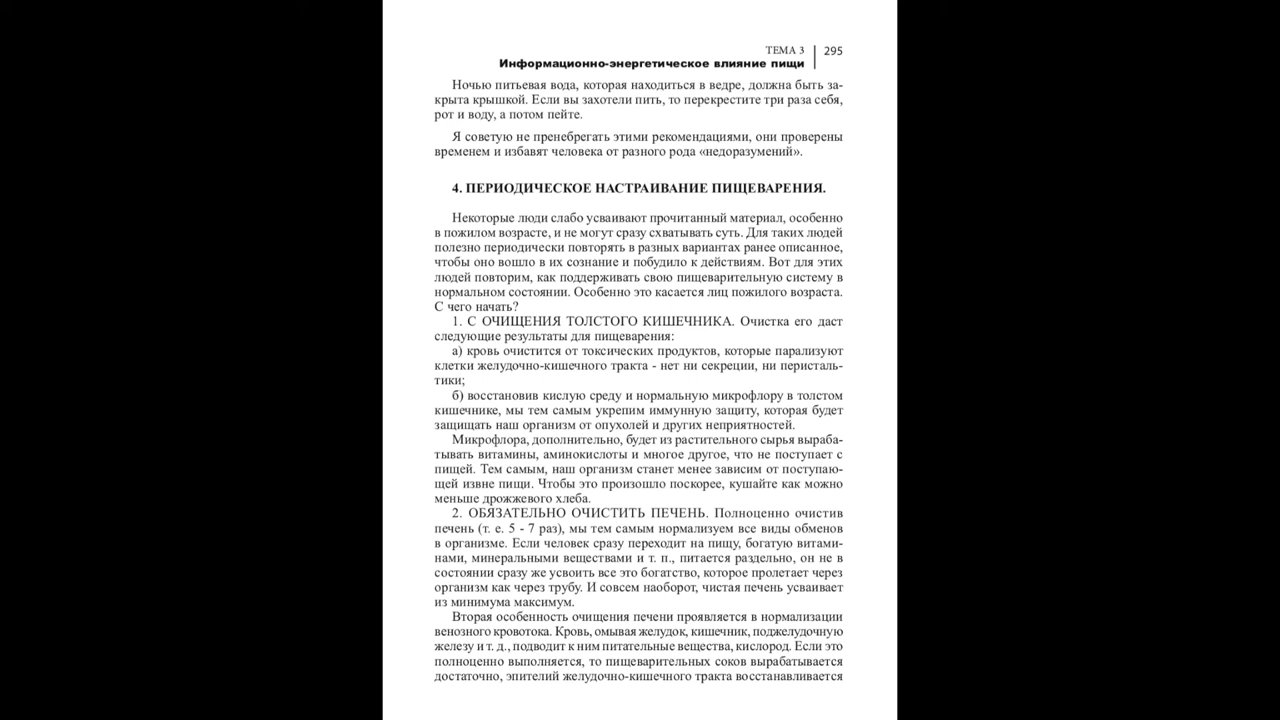 ТЕМА 3
295
Информационно-энергетическое влияние пищи
Ночью питьевая вода, которая находиться в ведре, должна быть за-
крыта крышкой. Если вы захотели пить, то перекрестите три раза себя,
рот и воду, а потом пейте.
Я советую не пренебрегать этими рекомендациями, они проверены
временем и избавят человека от разного рода «недоразумений».
4. ПЕРИОДИЧЕСКОЕ НАСТРАИВАНИЕ ПИЩЕВАРЕНИЯ.
Некоторые люди слабо усваивают прочитанный материал, особенно
в пожилом возрасте, и не могут сразу схватывать суть. Для таких людей
полезно периодически повторять в разных вариантах ранее описанное,
чтобы оно вошло в их сознание и побудило к действиям. Вот для этих
людей повторим, как поддерживать свою пищеварительную систему в
нормальном состоянии. Особенно это касается лиц пожилого возраста.
С чего начать?
1. С ОЧИЩЕНИЯ ТОЛСТОГО КИШЕЧНИКА. Очистка его даст
следующие результаты для пищеварения:
а) кровь очистится от токсических продуктов, которые парализуют
клетки желудочно-кишечного тракта - нет ни секреции, ни перисталь-
тики;
б) восстановив кислую среду и нормальную микрофлору в толстом
кишечнике, мы тем самым укрепим иммунную защиту, которая будет
защищать наш организм от опухолей и других неприятностей.
Микрофлора, дополнительно, будет из растительного сырья выраба-
тывать витамины, аминокислоты и многое другое, что не поступает с
пищей. Тем самым, наш организм станет менее зависим от поступаю-
щей извне пищи. Чтобы это произошло поскорее, кушайте как можно
меньше дрожжевого хлеба.
2. ОБЯЗАТЕЛЬНО ОЧИСТИТЬ ПЕЧЕНЬ. Полноценно очистив
печень (т. е. 5 - 7 раз), мы тем самым нормализуем все виды обменов
в организме. Если человек сразу переходит на пищу, богатую витами-
нами, минеральными веществами и т. п., питается раздельно, он не в
состоянии сразу же усвоить все это богатство, которое пролетает через
организм как через трубу. И совсем наоборот, чистая печень усваивает
из минимума максимум.
Вторая особенность очищения печени проявляется в нормализации
венозного кровотока. Кровь, омывая желудок, кишечник, поджелудочную
железу и т. д., подводит к ним питательные вещества, кислород. Если это
полноценно выполняется, то пищеварительных соков вырабатывается
достаточно, эпителий желудочно-кишечного тракта восстанавливается